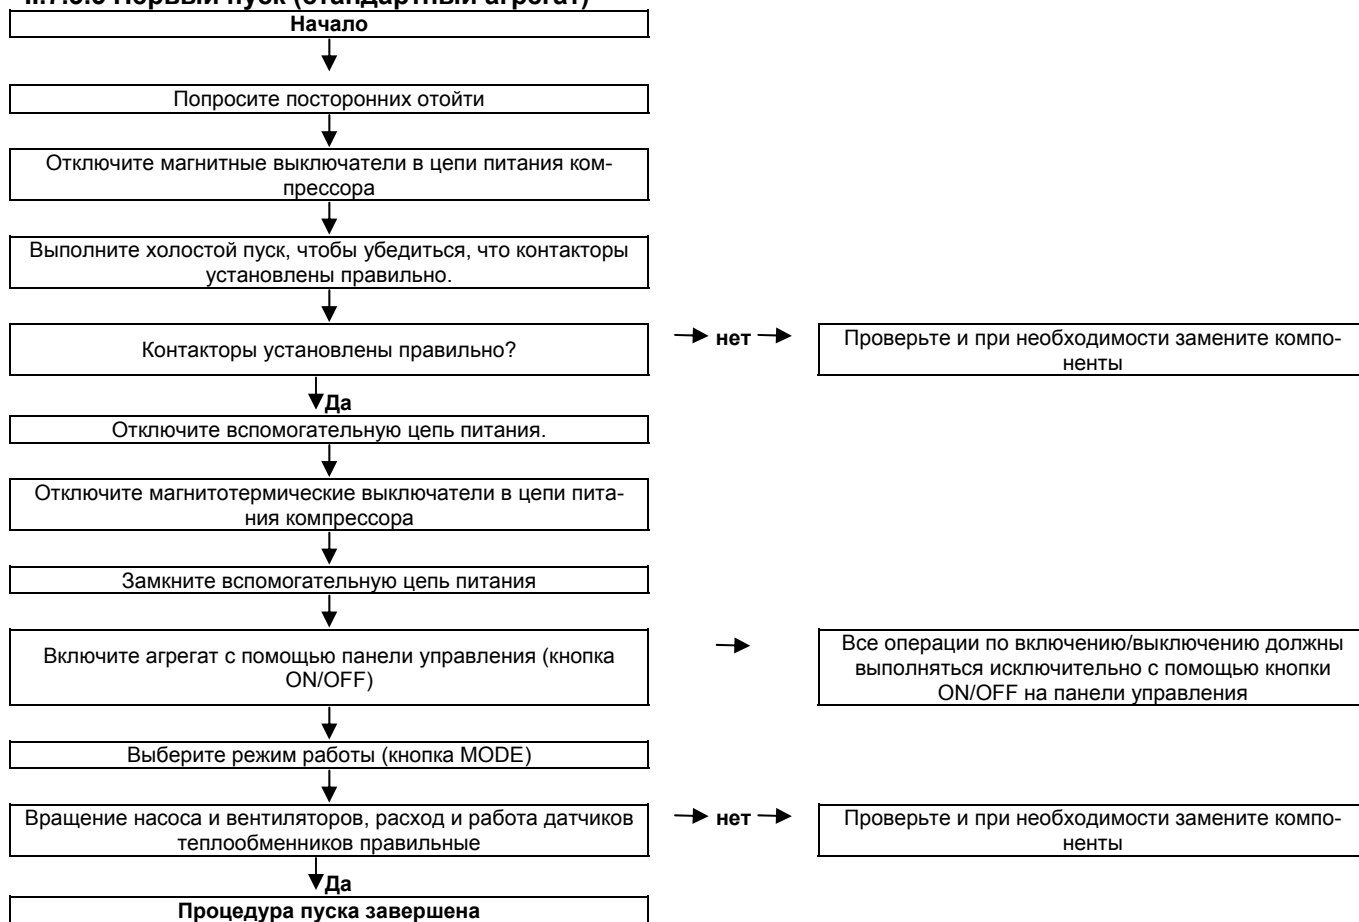 Первый пуск (стандартный агрегат)
Начало
Попросите посторонних отойти
Отключите магнитные выключатели в цепи питания ком-
прессора
Выполните холостой пуск, чтобы убедиться, что контакторы
установлены правильно.
Контакторы установлены правильно?
нет
Проверьте и при необходимости замените компо-
ненты
Да
Отключите вспомогательную цепь питания.
Отключите магнитотермические выключатели в цепи пита-
ния компрессора
Замкните вспомогательную цепь питания
Включите агрегат с помощью панели управления (кнопка
ON/OFF)
Все операции по включению/выключению должны
выполняться исключительно с помощью кнопки
ON/OFF на панели управления
Выберите режим работы (кнопка MODE)
Вращение насоса и вентиляторов, расход и работа датчиков
теплообменников правильные
нет
Проверьте и при необходимости замените компо-
ненты
Да
Процедура пуска завершена